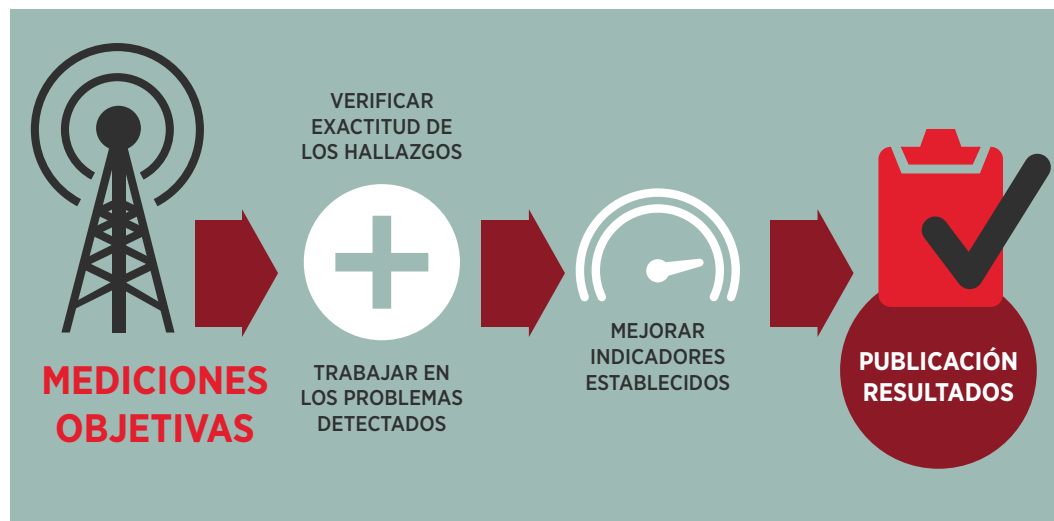 MEDICIONES
OBJETIVAS
VERIFICAR
EXACTITUD DE
LOS HALLAZGOS
TRABAJAR EN
LOS PROBLEMAS
DETECTADOS
MEJORAR
INDICADORES
ESTABLECIDOS
PUBLICACIÓN
RESULTADOS